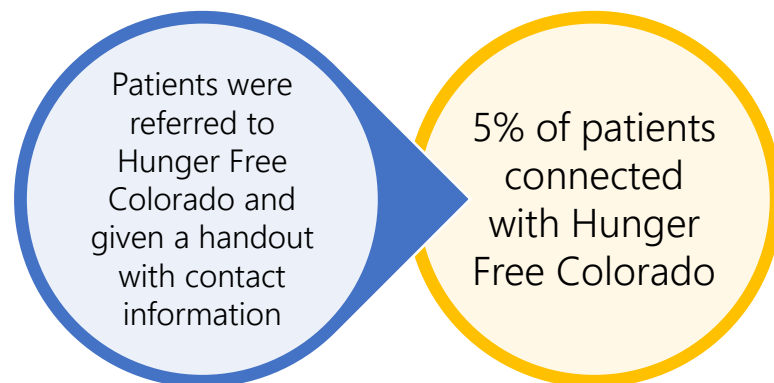 Patients were
referred to
Hunger Free
Colorado and
given a handout
with contact
information
5% of patients
connected
with Hunger
Free Colorado